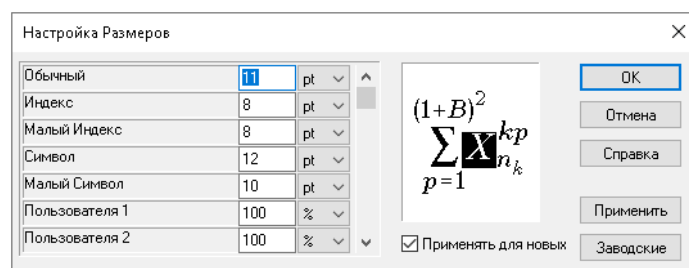 Настройка Размеров
Обычный 11 pt
Индекс 8 pt
Малый Индекс 8 pt
Символ 12 pt
Малый Символ 10 pt
Пользователя 1 100 %
Пользователя 2 100 %
(1+B)²
∑ X kp n k
p=1
Применять для новых
OK
Отмена
Справка
Применить
Заводские